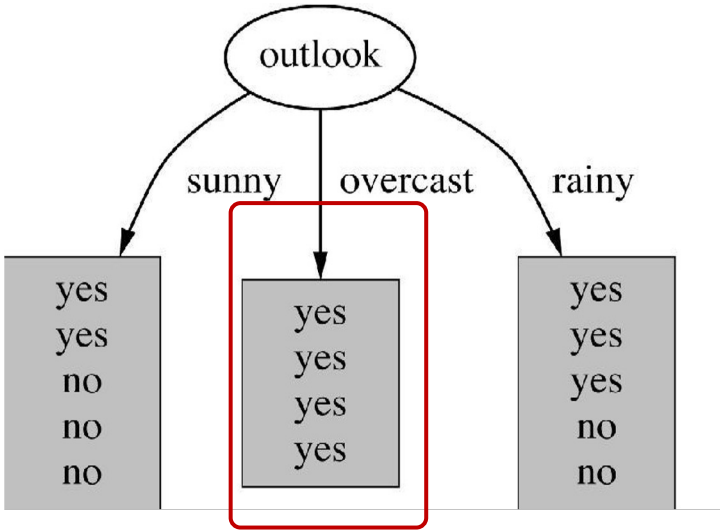 outlook
sunny
overcast
rainy
yes
yes
no
no
no
yes
yes
yes
yes
yes
yes
yes
no
no